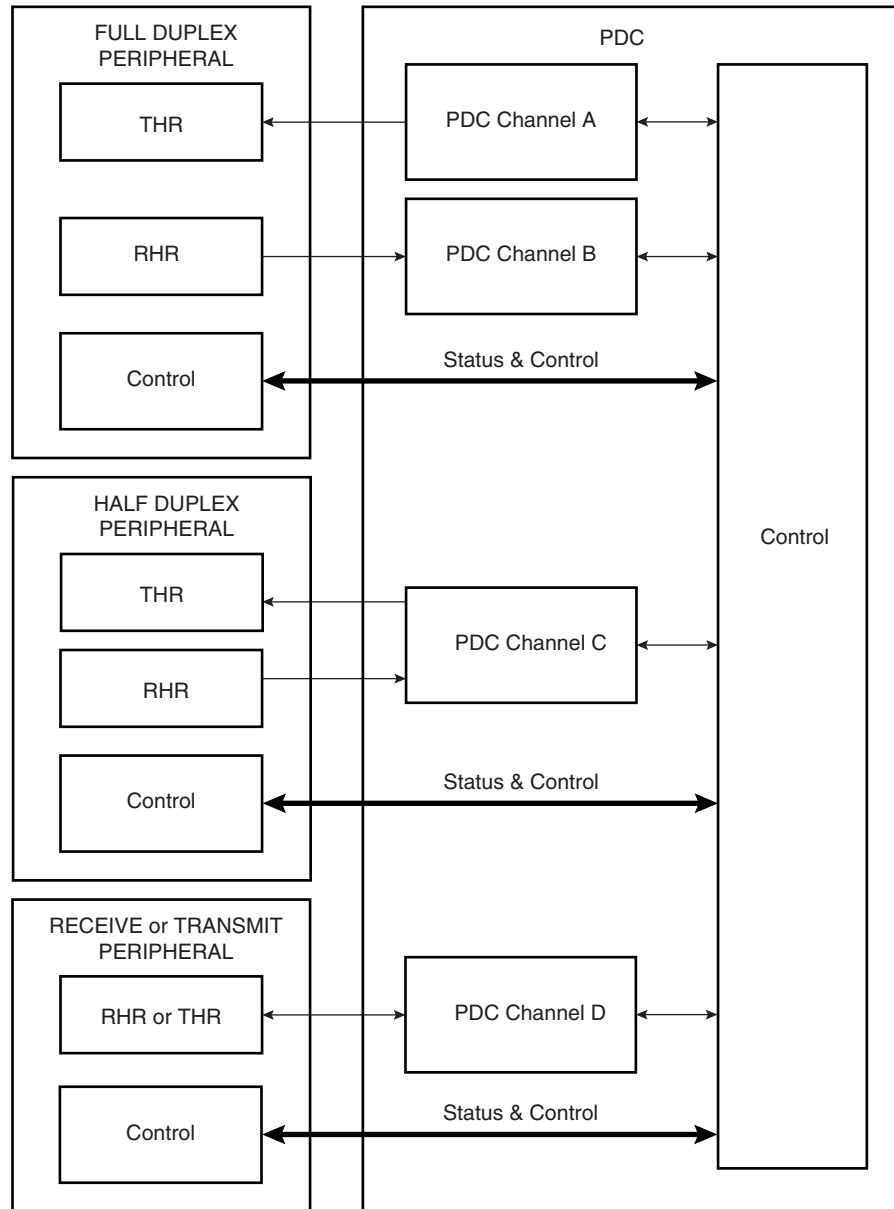 FULL DUPLEX
PERIPHERAL
THR
RHR
Control
PDC
PDC Channel A
PDC Channel B
Status & Control
HALF DUPLEX
PERIPHERAL
THR
RHR
Control
PDC Channel C
Status & Control
Control
RECEIVE or TRANSMIT
PERIPHERAL
RHR or THR
Control
PDC Channel D
Status & Control